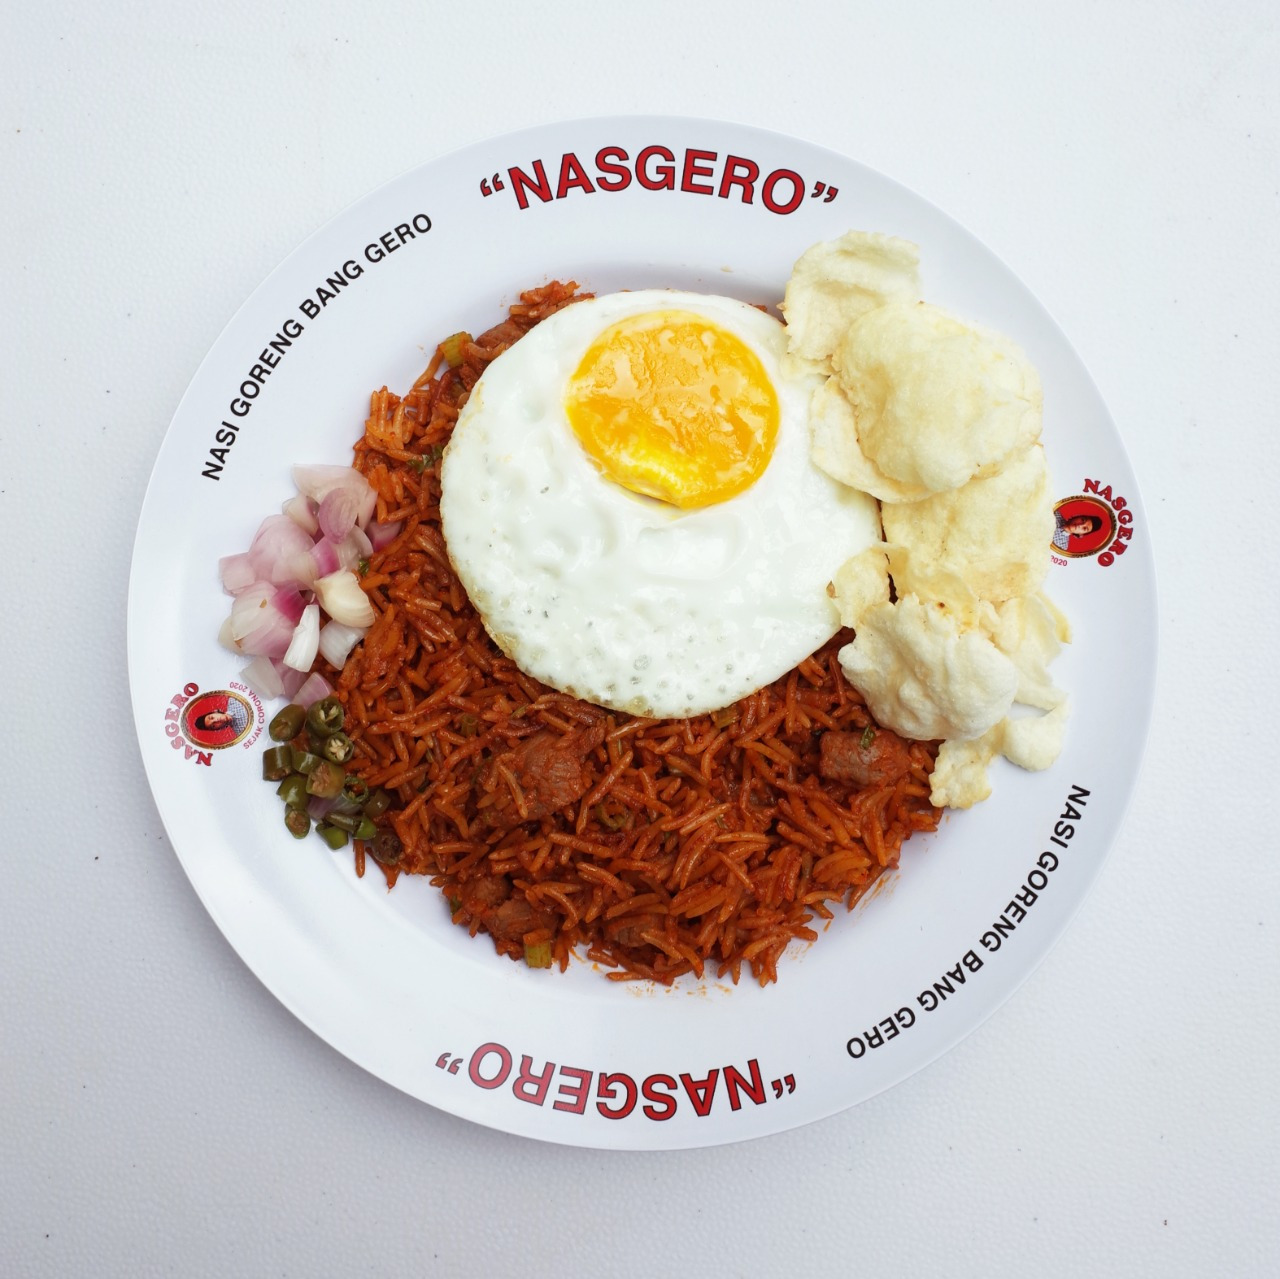 “NASGERO”
NASI GORENG BANG GERO
NASGERO
2020
NASGERO
SEJAK CORONA 2020
NASI GORENG BANG GERO
“NASGERO”